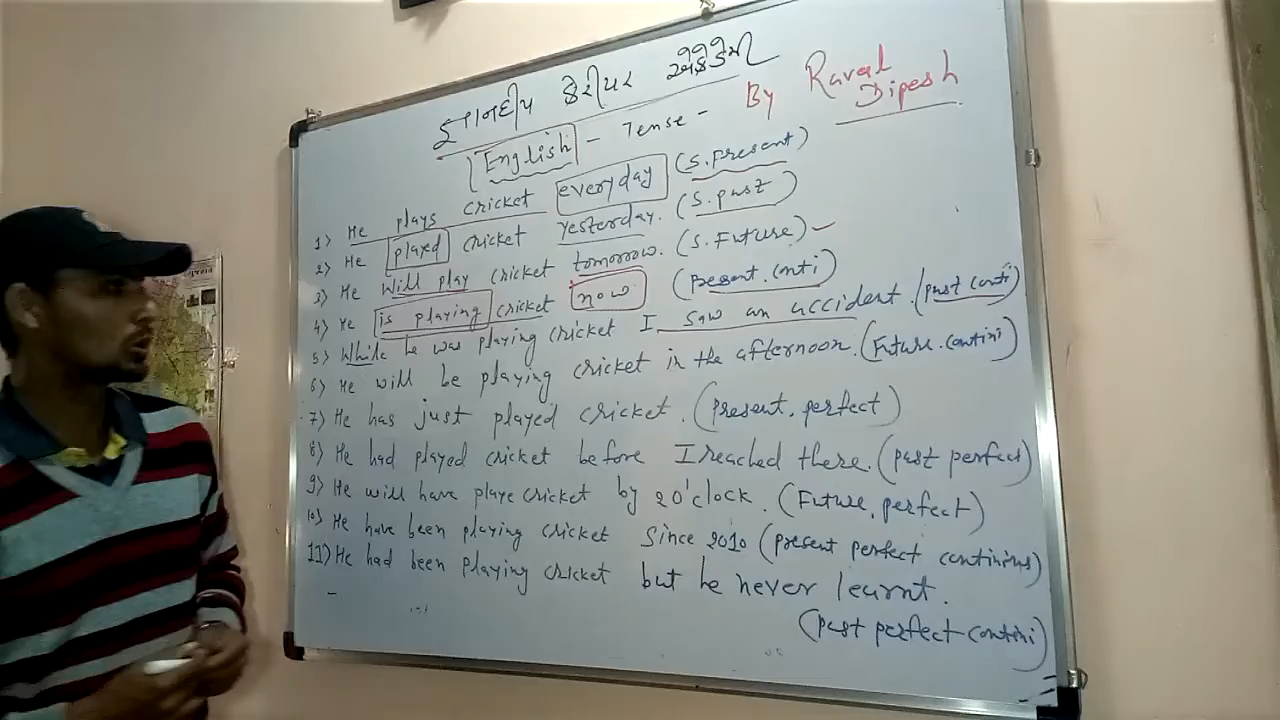 જ્ઞાનદીપ કેરીયર એકેડેમી
English - Tense - By Raval Dipesh
1) He plays cricket everyday (S.present)
2) He played cricket yesterday. (S.past)
3) He will play cricket tomorrow. (S.Future)
4) He is playing cricket now (present.conti)
5) While he was playing cricket I saw an accident. (past conti)
6) He will be playing cricket in the afternoon. (Future.contini)
7) He has just played cricket. (present.perfect)
8) He had played cricket before I reached there. (past perfect)
9) He will have playe cricket by 2 O'clock. (Future.perfect)
10) He have been playing cricket since 2010 (present perfect continious)
11) He had been playing cricket but he never learnt.
(past perfect contini)